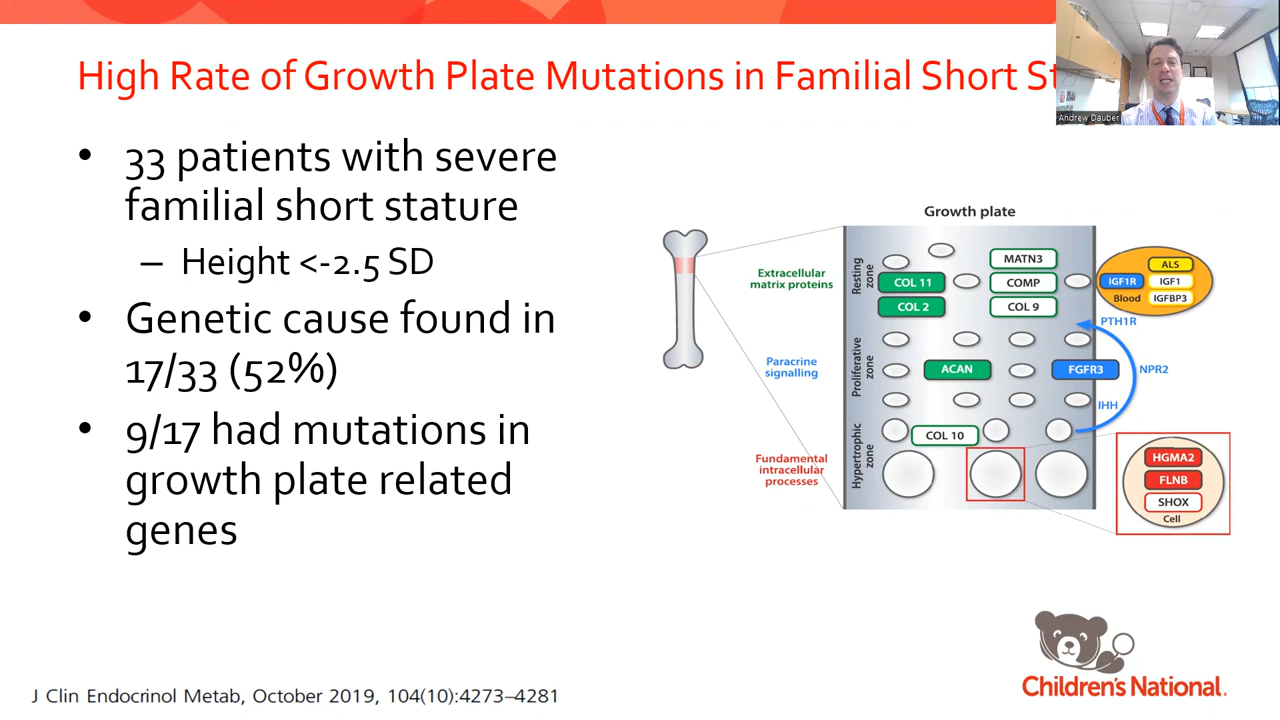 High Rate of Growth Plate Mutations in Familial Short St
Andrew Dauber
• 33 patients with severe
familial short stature
– Height <-2.5 SD
• Genetic cause found in
17/33 (52%)
• 9/17 had mutations in
growth plate related
genes
Growth plate
Extracellular
matrix proteins
Paracrine
signalling
Fundamental
intracellular
processes
Resting
zone
Proliferative
zone
Hypertrophic
zone
MATN3
COL 11
COMP
COL 2
COL 9
ACAN
FGFR3
COL 10
ALS
IGF1R
IGF1
Blood
IGFBP3
PTH1R
NPR2
IHH
HGMA2
FLNB
SHOX
Cell
Children's National.
J Clin Endocrinol Metab, October 2019, 104(10):4273–4281